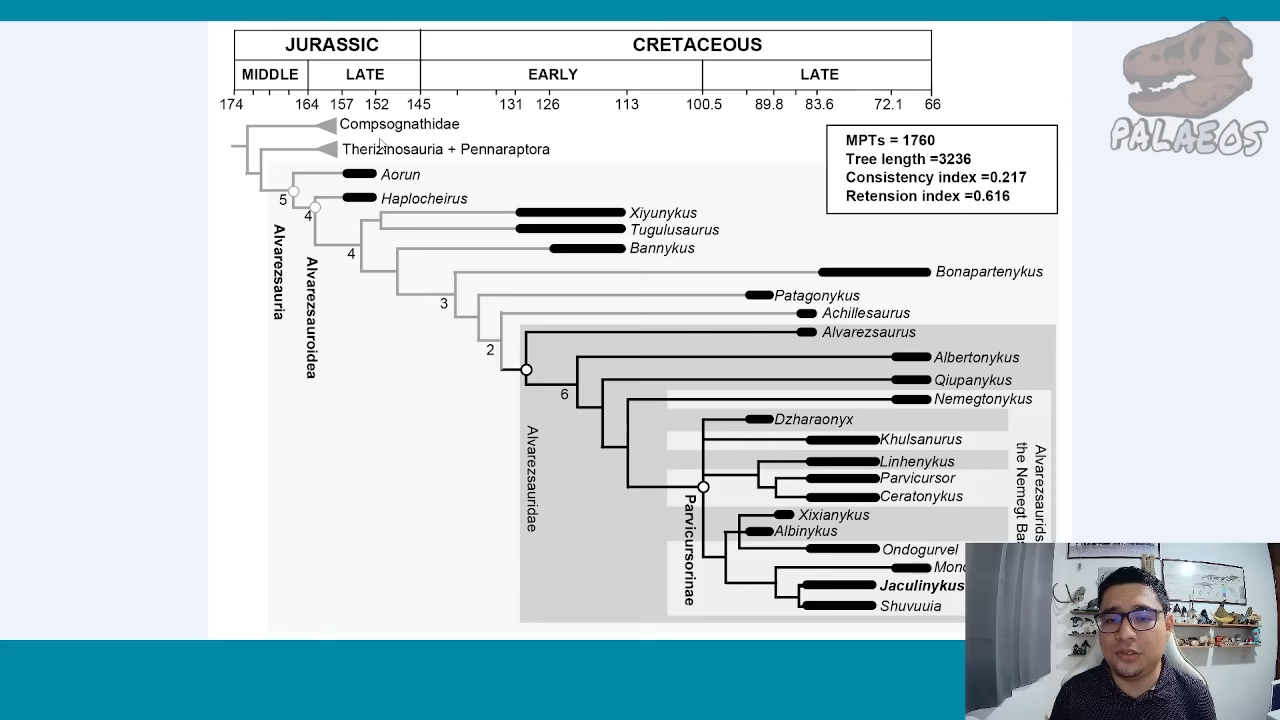 JURASSIC CRETACEOUS
MIDDLE LATE EARLY LATE
174 164 157 152 145 131 126 113 100.5 89.8 83.6 72.1 66
PALAEOS
Compsognathidae
Therizinosauria + Pennaraptora
MPTs = 1760
Tree length =3236
Consistency index =0.217
Retension index =0.616
Aorun
5
Haplocheirus
4
Xiyunykus
Tugulusaurus
Bannykus
4
Bonapartenykus
3
Patagonykus
Achillesaurus
Alvarezsaurus
2
Albertonykus
Qiupanykus
6
Nemegtonykus
Dzharaonyx
Khulsanurus
Linhenykus
Parvicursor
Ceratonykus
Xixianykus
Albinykus
Ondogurvel
Jaculinykus
Shuvuuia
Alvarezsauria
Alvarezsauroidea
Alvarezsauridae
Parvicursorinae
Alvarezsaurids
the Nemegt